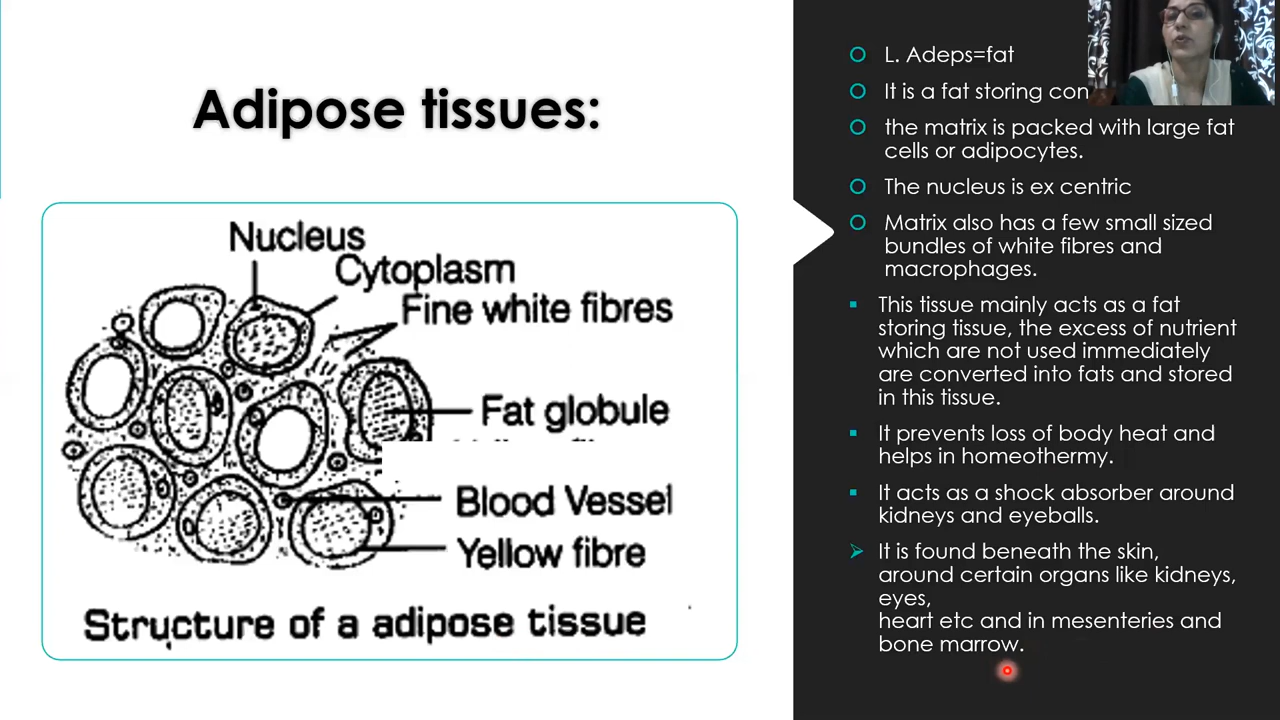 Adipose tissues:
Nucleus
Cytoplasm
Fine white fibres
Fat globule
Blood Vessel
Yellow fibre
Structure of a adipose tissue
L. Adeps=fat
It is a fat storing con
the matrix is packed with large fat
cells or adipocytes.
The nucleus is ex centric
Matrix also has a few small sized
bundles of white fibres and
macrophages.
This tissue mainly acts as a fat
storing tissue, the excess of nutrient
which are not used immediately
are converted into fats and stored
in this tissue.
It prevents loss of body heat and
helps in homeothermy.
It acts as a shock absorber around
kidneys and eyeballs.
It is found beneath the skin,
around certain organs like kidneys,
eyes,
heart etc and in mesenteries and
bone marrow.